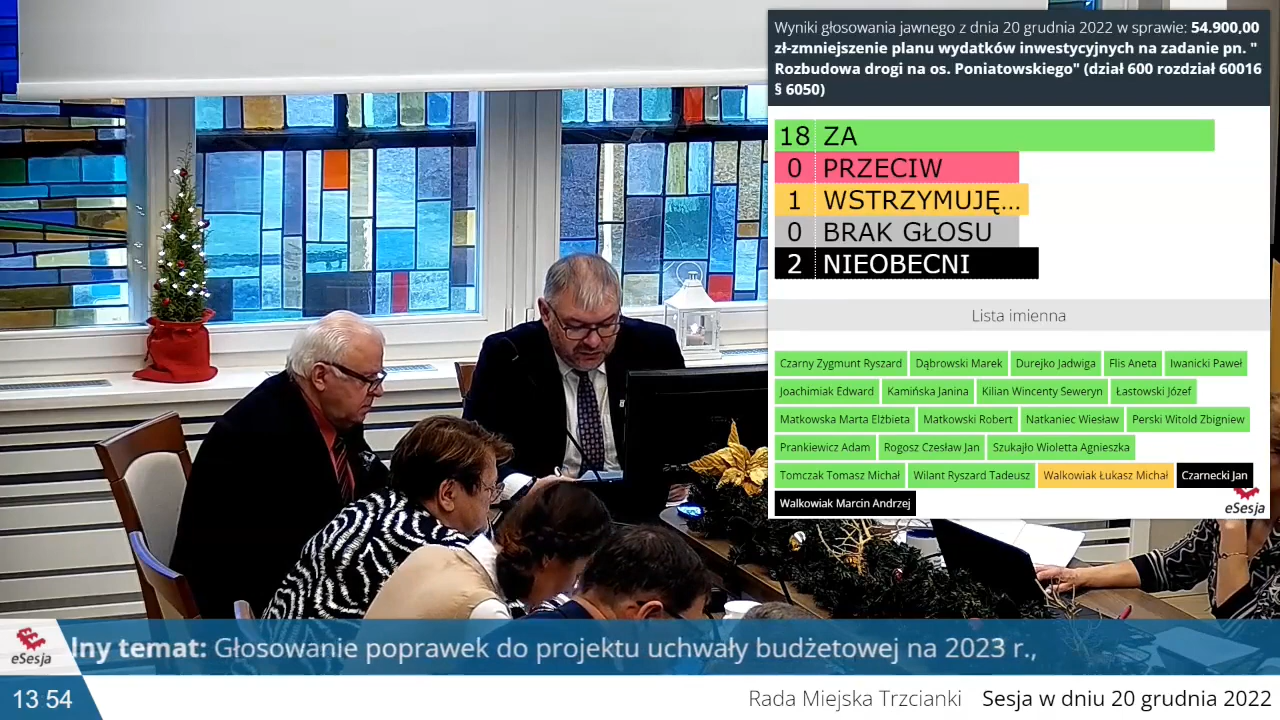 Wyniki głosowania jawnego z dnia 20 grudnia 2022 w sprawie: 54.900,00
zł-zmniejszenie planu wydatków inwestycyjnych na zadanie pn. "
Rozbudowa drogi na os. Poniatowskiego" (dział 600 rozdział 60016
§ 6050)
18 ZA
0 PRZECIW
1 WSTRZYMUJĘ...
0 BRAK GŁOSU
2 NIEOBECNI
Lista imienna
Czarny Zygmunt Ryszard Dąbrowski Marek Durejko Jadwiga Flis Aneta Iwanicki Paweł
Joachimiak Edward Kamińska Janina Kilian Wincenty Seweryn Łastowski Józef
Matkowska Marta Elżbieta Matkowski Robert Natkaniec Wiesław Perski Witold Zbigniew
Prankiewicz Adam Rogosz Czesław Jan Szukajło Wioletta Agnieszka
Tomczak Tomasz Michał Wilant Ryszard Tadeusz Walkowiak Łukasz Michał Czarnecki Jan
Walkowiak Marcin Andrzej
eSesja
eSesja
lny temat: Głosowanie poprawek do projektu uchwały budżetowej na 2023 r.,
13 54
Rada Miejska Trzcianki Sesja w dniu 20 grudnia 2022